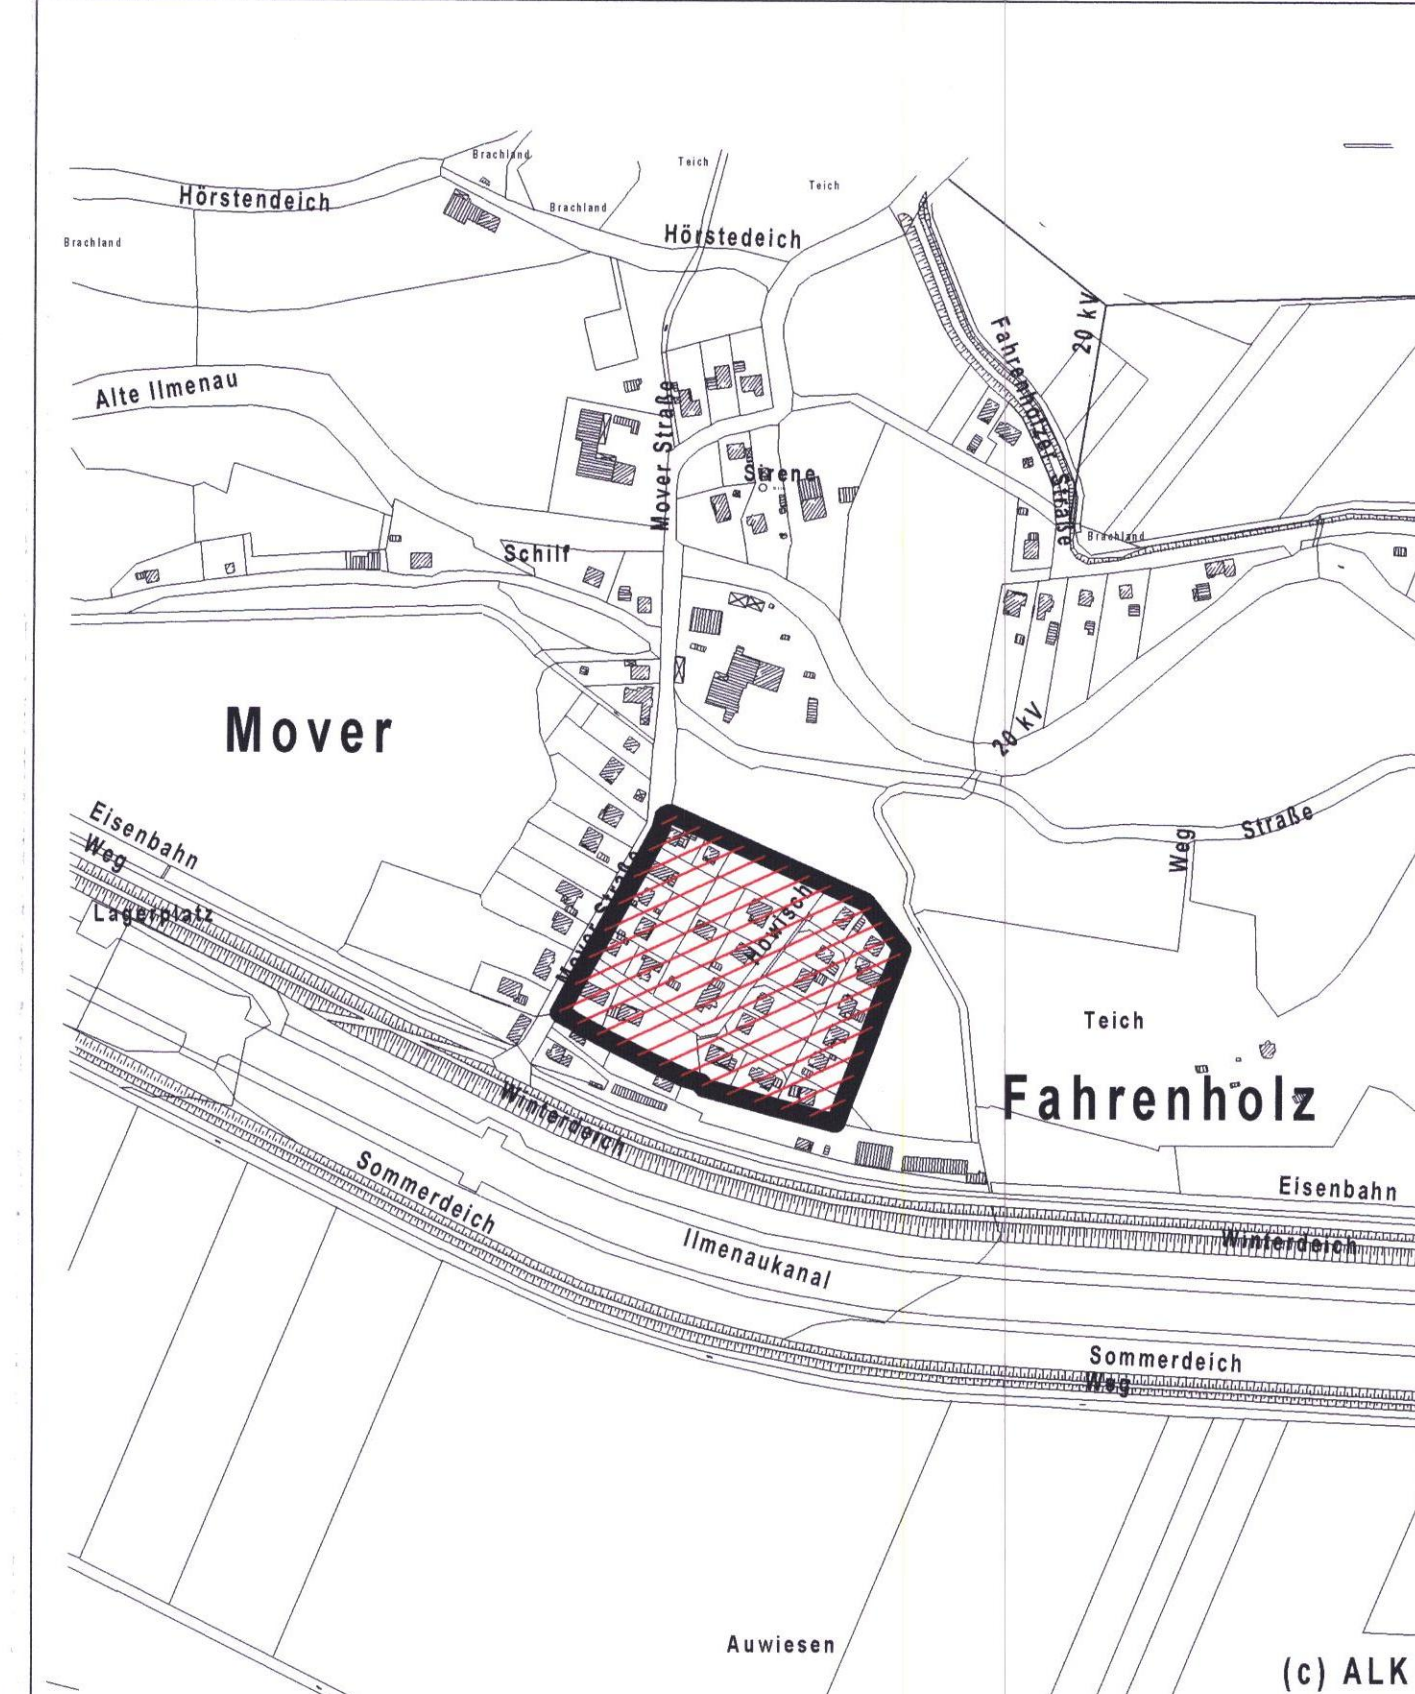 Brachland
Teich
Teich
Hörstendeich
Brachland
Hörstedeich
Brachland
20 kV
Fahrenholzer Straße
Alte Ilmenau
Mover Straße
Sirene
Brachland
Schilf
Mover
20 kV
Eisenbahn
Weg
Straße
Weg
Lagerplatz
Mover Straße
Howisch
Teich
Fahrenholz
Winterdeich
Sommerdeich
Eisenbahn
Winterdeich
Ilmenaukanal
Sommerdeich
Weg
Auwiesen
(c) ALK